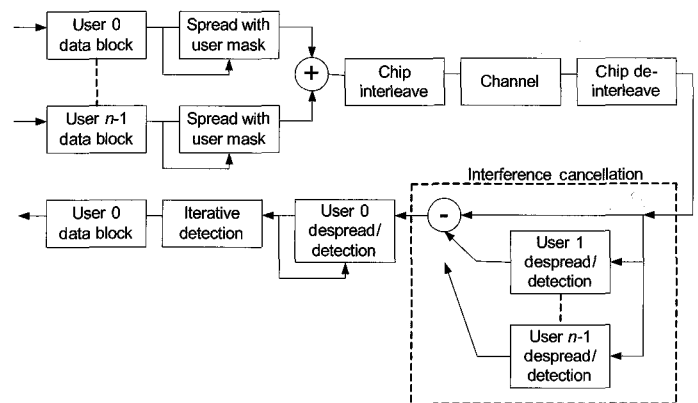 User 0
data block
Spread with
user mask
+
Chip
interleave
Channel
Chip de-
interleave
User n-1
data block
Spread with
user mask
Interference cancellation
User 0
data block
Iterative
detection
User 0
despread/
detection
-
User 1
despread/
detection
User n-1
despread/
detection